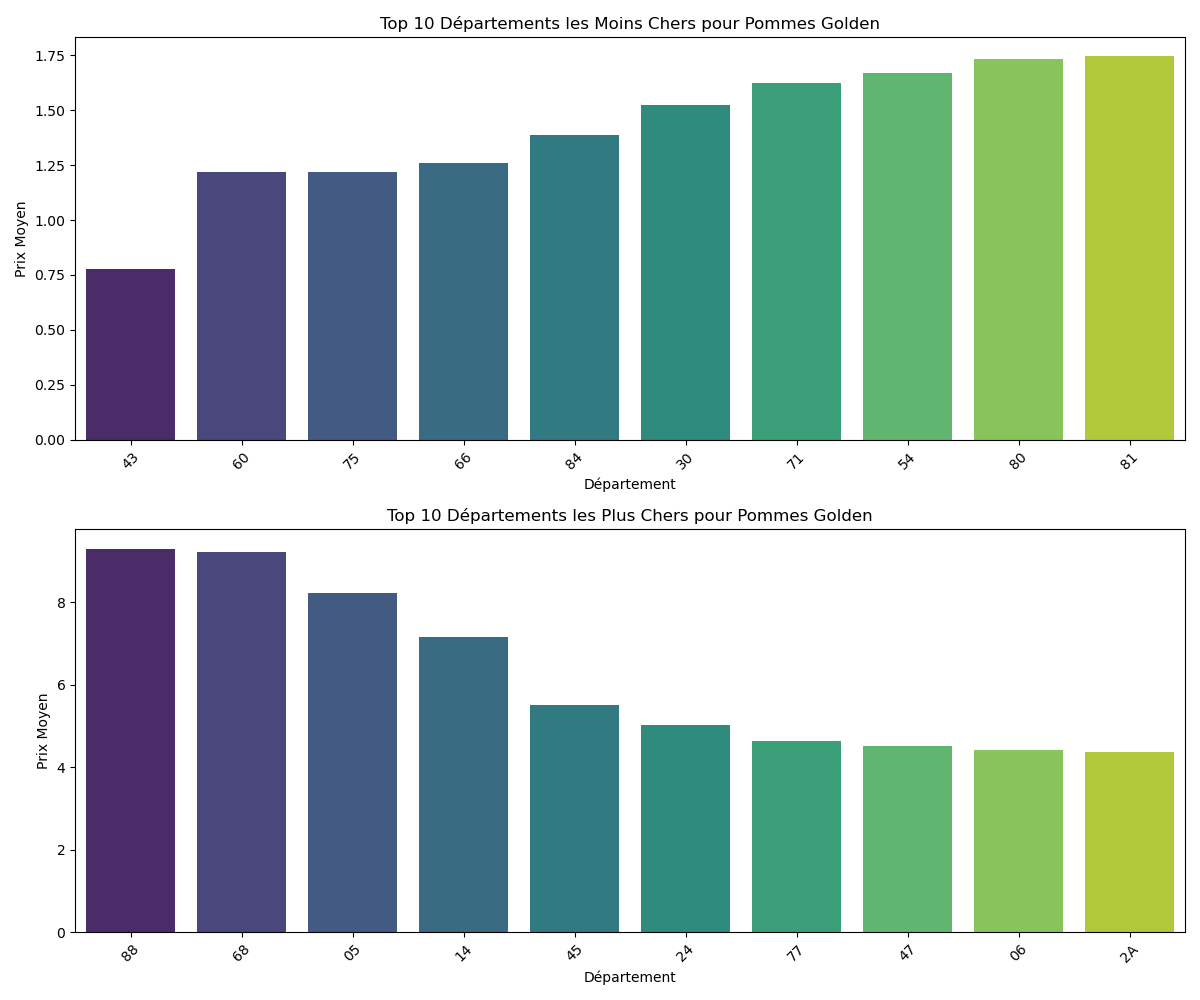 Top 10 Départements les Moins Chers pour Pommes Golden
Prix Moyen
1.75
1.50
1.25
1.00
0.75
0.50
0.25
0.00
43 60 75 66 84 30 71 54 80 81
Département
Top 10 Départements les Plus Chers pour Pommes Golden
Prix Moyen
8
6
4
2
0
88 68 05 14 45 24 77 47 06 2A
Département